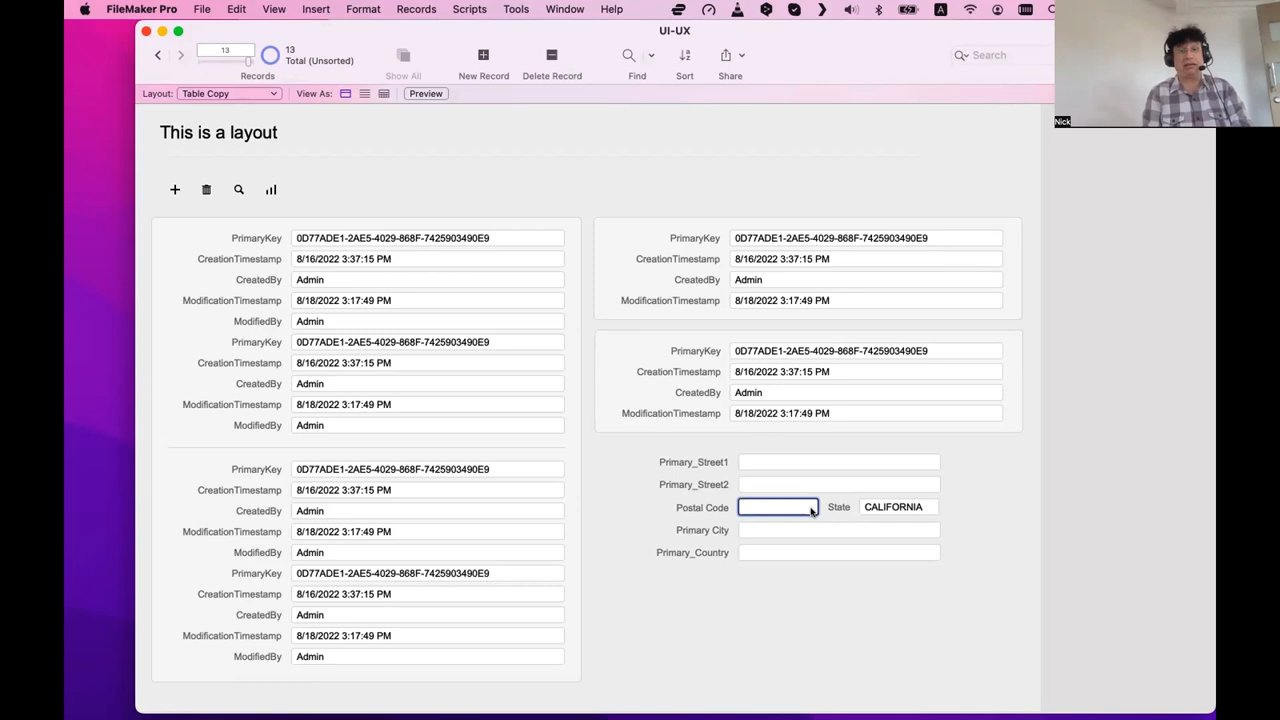 FileMaker Pro File Edit View Insert Format Records Scripts Tools Window Help
UI-UX
13
13
Total (Unsorted)
Records
Show All
New Record
Delete Record
Find
Sort
Share
Search
Layout: Table Copy View As: Preview
This is a layout
PrimaryKey 0D77ADE1-2AE5-4029-868F-7425903490E9
CreationTimestamp 8/16/2022 3:37:15 PM
CreatedBy Admin
ModificationTimestamp 8/18/2022 3:17:49 PM
ModifiedBy Admin
PrimaryKey 0D77ADE1-2AE5-4029-868F-7425903490E9
CreationTimestamp 8/16/2022 3:37:15 PM
CreatedBy Admin
ModificationTimestamp 8/18/2022 3:17:49 PM
ModifiedBy Admin
PrimaryKey 0D77ADE1-2AE5-4029-868F-7425903490E9
CreationTimestamp 8/16/2022 3:37:15 PM
CreatedBy Admin
ModificationTimestamp 8/18/2022 3:17:49 PM
ModifiedBy Admin
PrimaryKey 0D77ADE1-2AE5-4029-868F-7425903490E9
CreationTimestamp 8/16/2022 3:37:15 PM
CreatedBy Admin
ModificationTimestamp 8/18/2022 3:17:49 PM
ModifiedBy Admin
PrimaryKey 0D77ADE1-2AE5-4029-868F-7425903490E9
CreationTimestamp 8/16/2022 3:37:15 PM
CreatedBy Admin
ModificationTimestamp 8/18/2022 3:17:49 PM
PrimaryKey 0D77ADE1-2AE5-4029-868F-7425903490E9
CreationTimestamp 8/16/2022 3:37:15 PM
CreatedBy Admin
ModificationTimestamp 8/18/2022 3:17:49 PM
Primary_Street1
Primary_Street2
Postal Code State CALIFORNIA
Primary City
Primary_Country
A
Nick